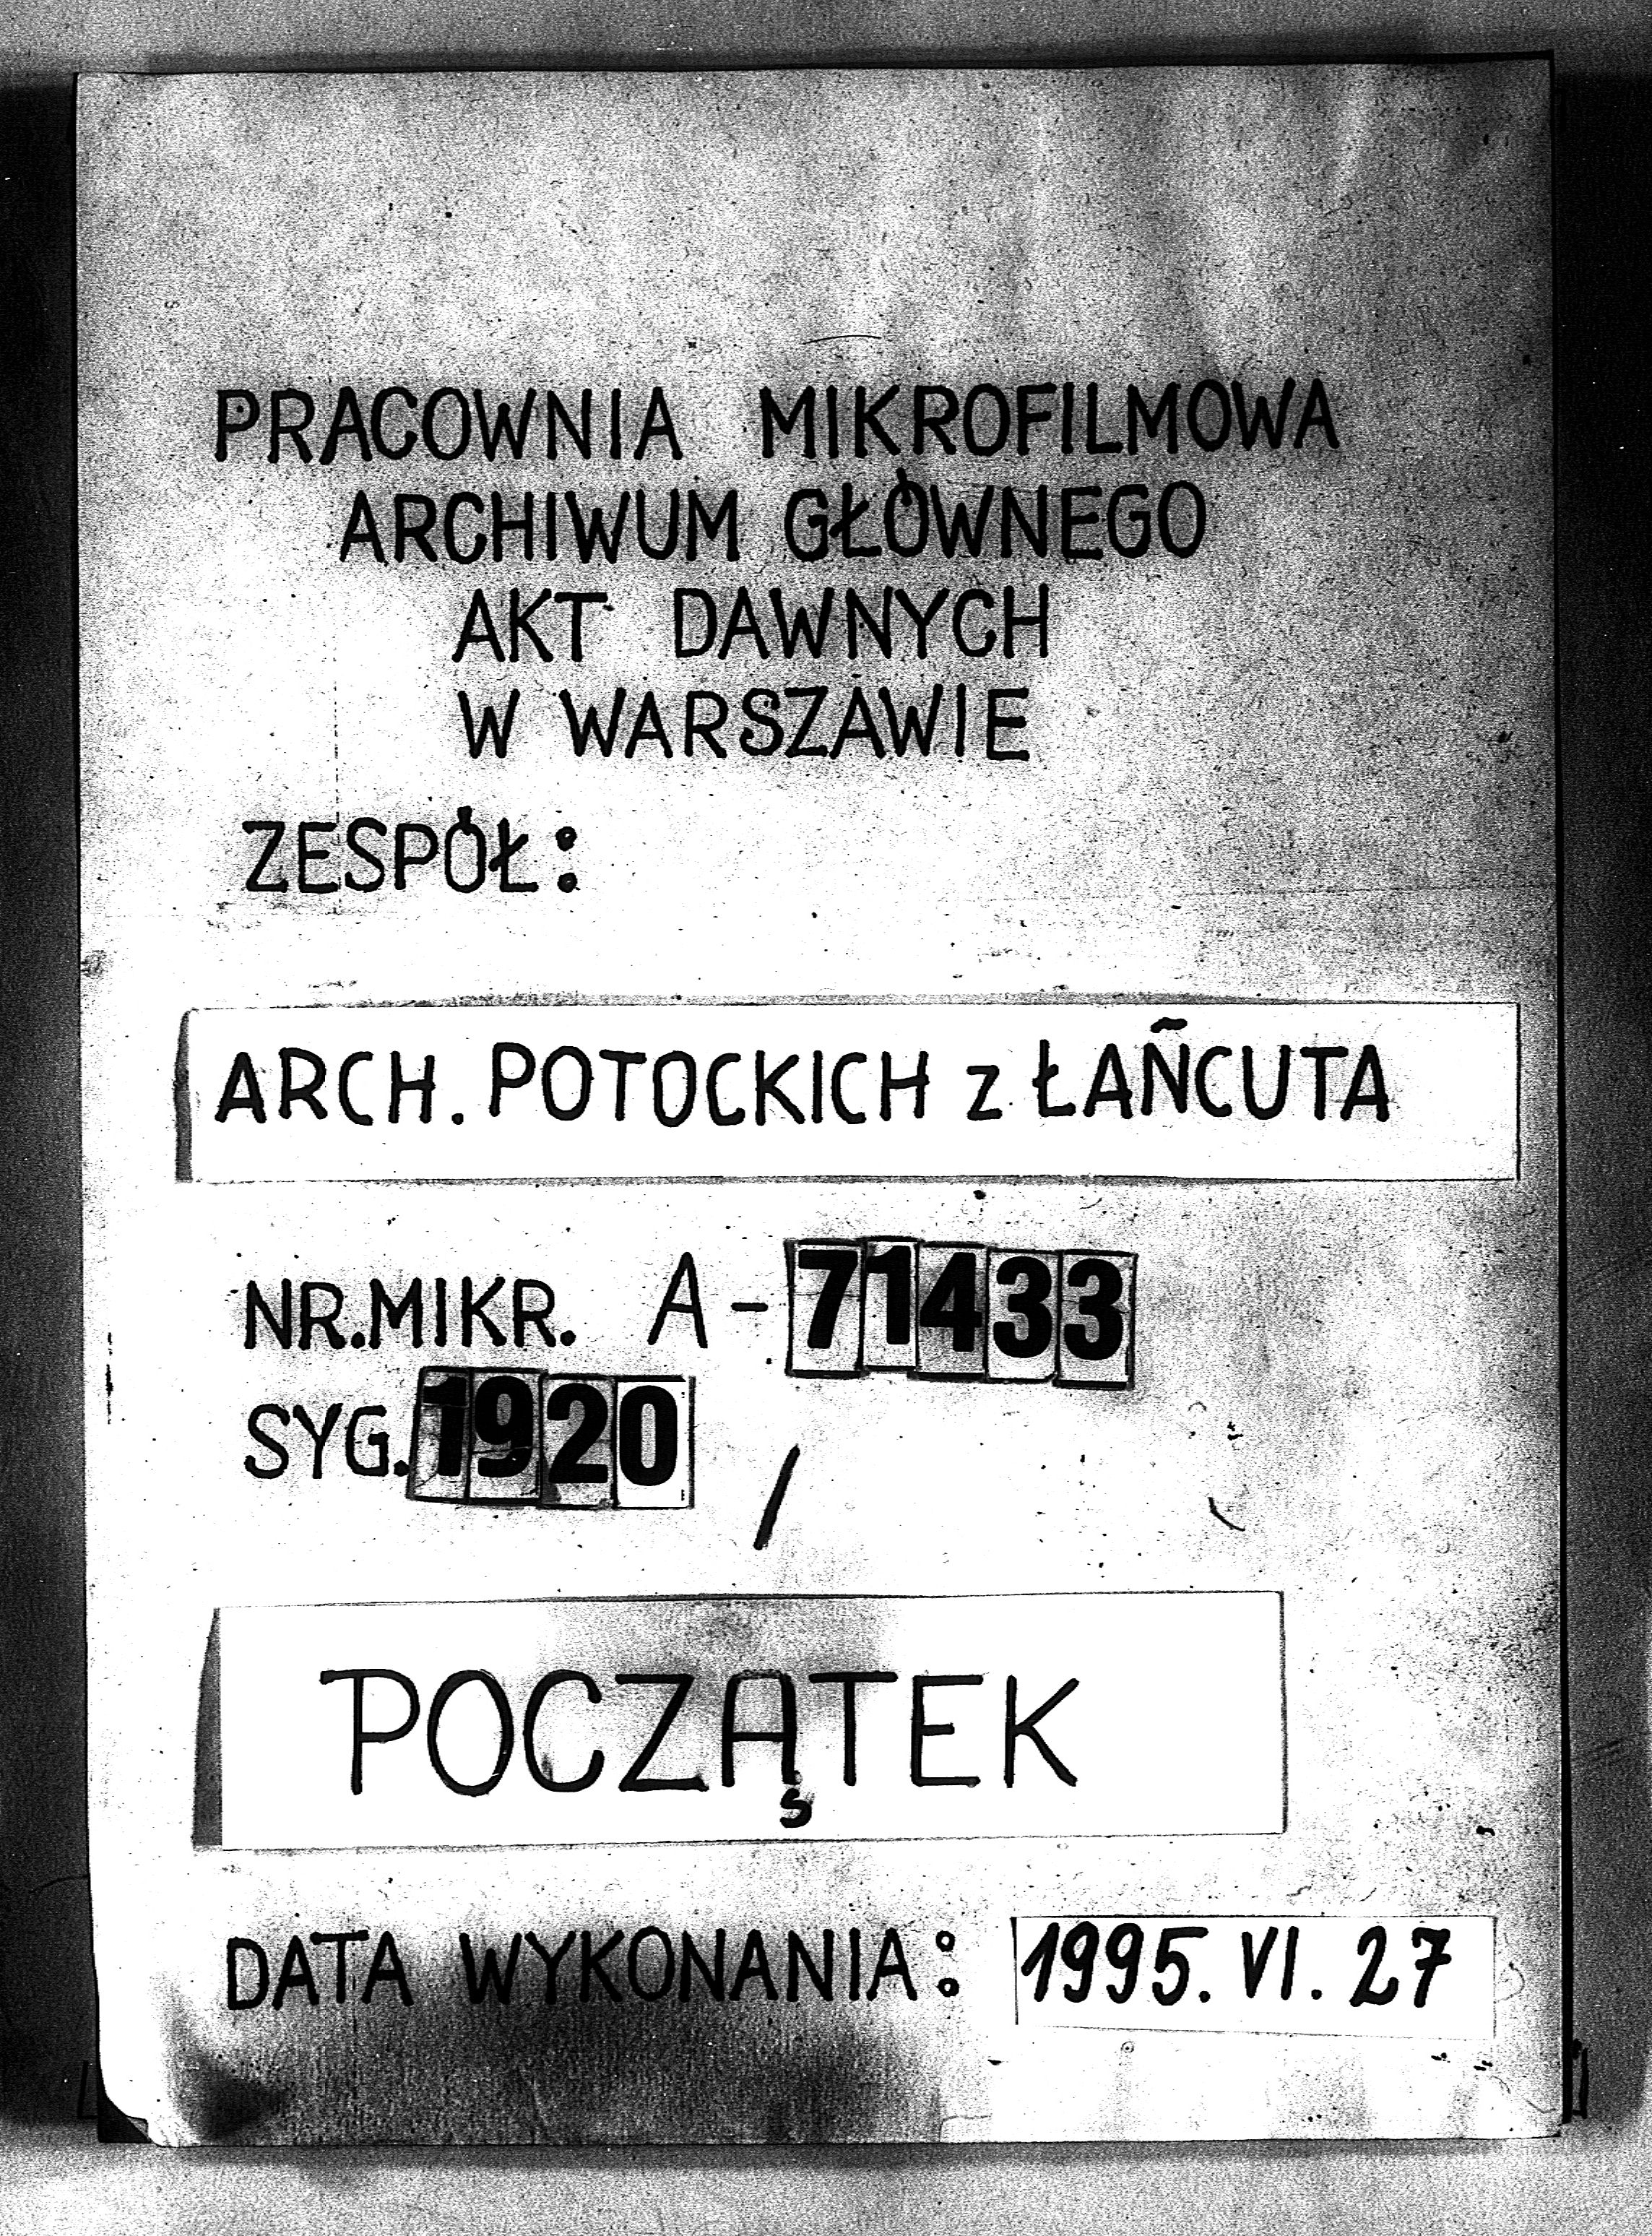 PRACOWNIA MIKROFILMOWA
ARCHIWUM GŁÓWNEGO
AKT DAWNYCH
W WARSZAWIE
ZESPÓŁ:
ARCH. POTOCKICH z ŁAŃCUTA
NR.MIKR. A-71433
SYG.1920 /
POCZĄTEK
DATA WYKONANIA: 1995. VI. 27